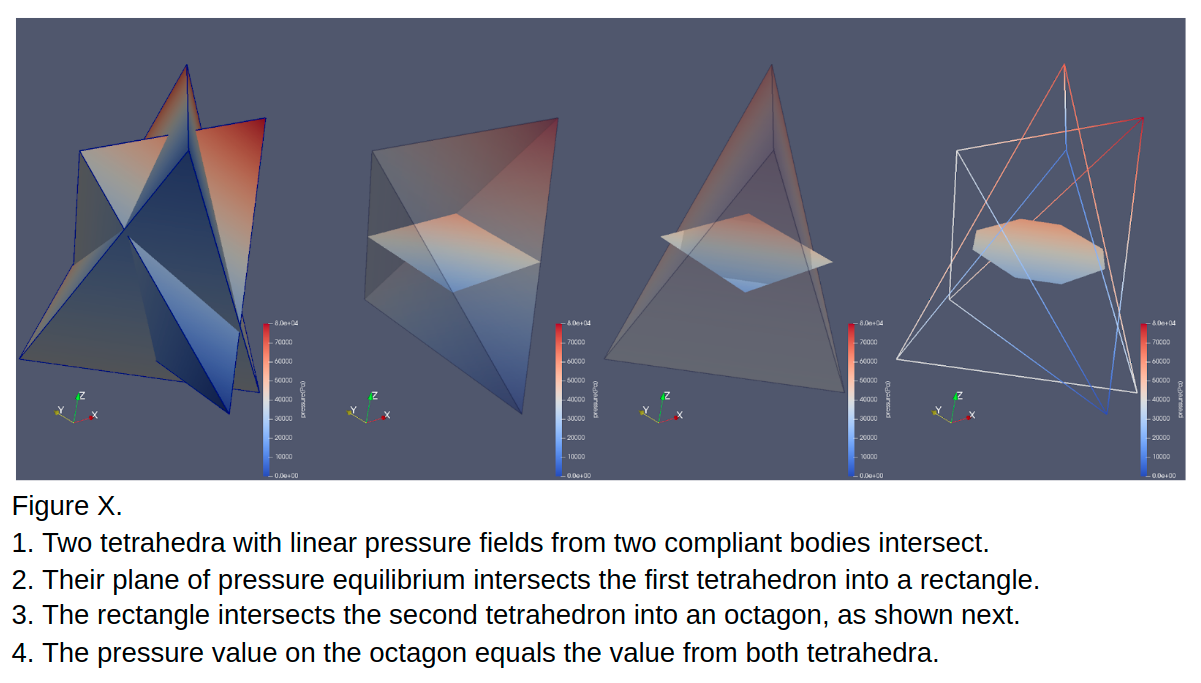 8.0e+04
70000
60000
50000
40000
30000
20000
10000
0.0e+00
pressure(Pa)
Z
Y
X
8.0e+04
70000
60000
50000
40000
30000
20000
10000
0.0e+00
pressure(Pa)
Z
Y
X
8.0e+04
70000
60000
50000
40000
30000
20000
10000
0.0e+00
pressure(Pa)
Z
Y
X
8.0e+04
70000
60000
50000
40000
30000
20000
10000
0.0e+00
pressure(Pa)
Z
Y
X
Figure X.
1. Two tetrahedra with linear pressure fields from two compliant bodies intersect.
2. Their plane of pressure equilibrium intersects the first tetrahedron into a rectangle.
3. The rectangle intersects the second tetrahedron into an octagon, as shown next.
4. The pressure value on the octagon equals the value from both tetrahedra.